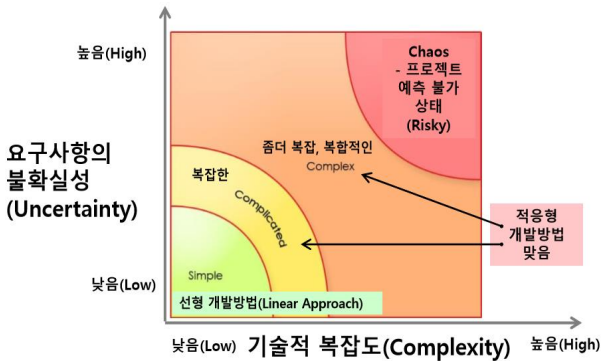 높음(High)
Chaos
- 프로젝트
예측 불가
상태
(Risky)
요구사항의
불확실성
(Uncertainty)
좀더 복잡, 복합적인
Complex
복잡한
Complicated
적응형
개발방법
맞음
Simple
낮음(Low)
선형 개발방법(Linear Approach)
낮음(Low)
기술적 복잡도(Complexity)
높음(High)